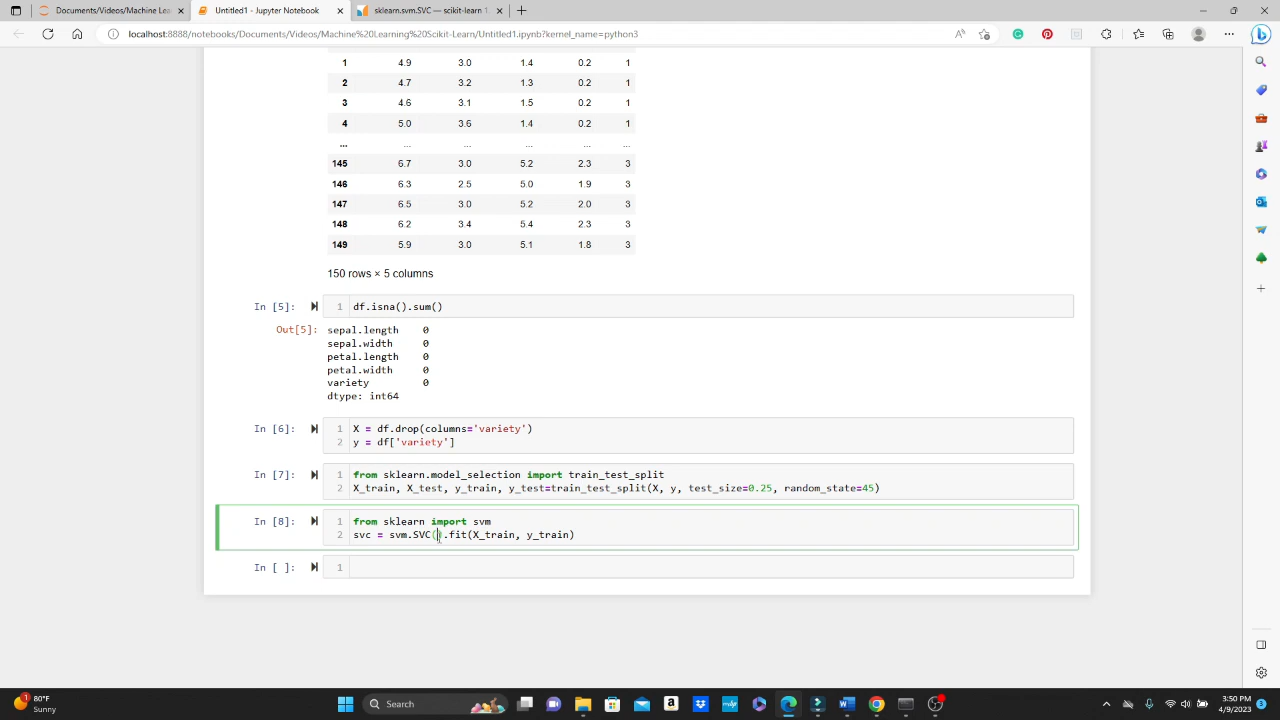 Documents/Videos/Machine Lea
Untitled1 - Jupyter Notebook
sklearn.svm.SVC — scikit-learn 1
localhost:8888/notebooks/Documents/Videos/Machine%20Learning%20Scikit-Learn/Untitled1.ipynb?kernel_name=python3
1 4.9 3.0 1.4 0.2 1
2 4.7 3.2 1.3 0.2 1
3 4.6 3.1 1.5 0.2 1
4 5.0 3.6 1.4 0.2 1
... ... ... ... ... ...
145 6.7 3.0 5.2 2.3 3
146 6.3 2.5 5.0 1.9 3
147 6.5 3.0 5.2 2.0 3
148 6.2 3.4 5.4 2.3 3
149 5.9 3.0 5.1 1.8 3
150 rows × 5 columns
In [5]: 1 df.isna().sum()
Out[5]: sepal.length 0
sepal.width 0
petal.length 0
petal.width 0
variety 0
dtype: int64
In [6]: 1 X = df.drop(columns='variety')
2 y = df['variety']
In [7]: 1 from sklearn.model_selection import train_test_split
2 X_train, X_test, y_train, y_test=train_test_split(X, y, test_size=0.25, random_state=45)
In [8]: 1 from sklearn import svm
2 svc = svm.SVC().fit(X_train, y_train)
In [ ]: 1
1
80°F
Sunny
Search
3:50 PM
4/9/2023
3